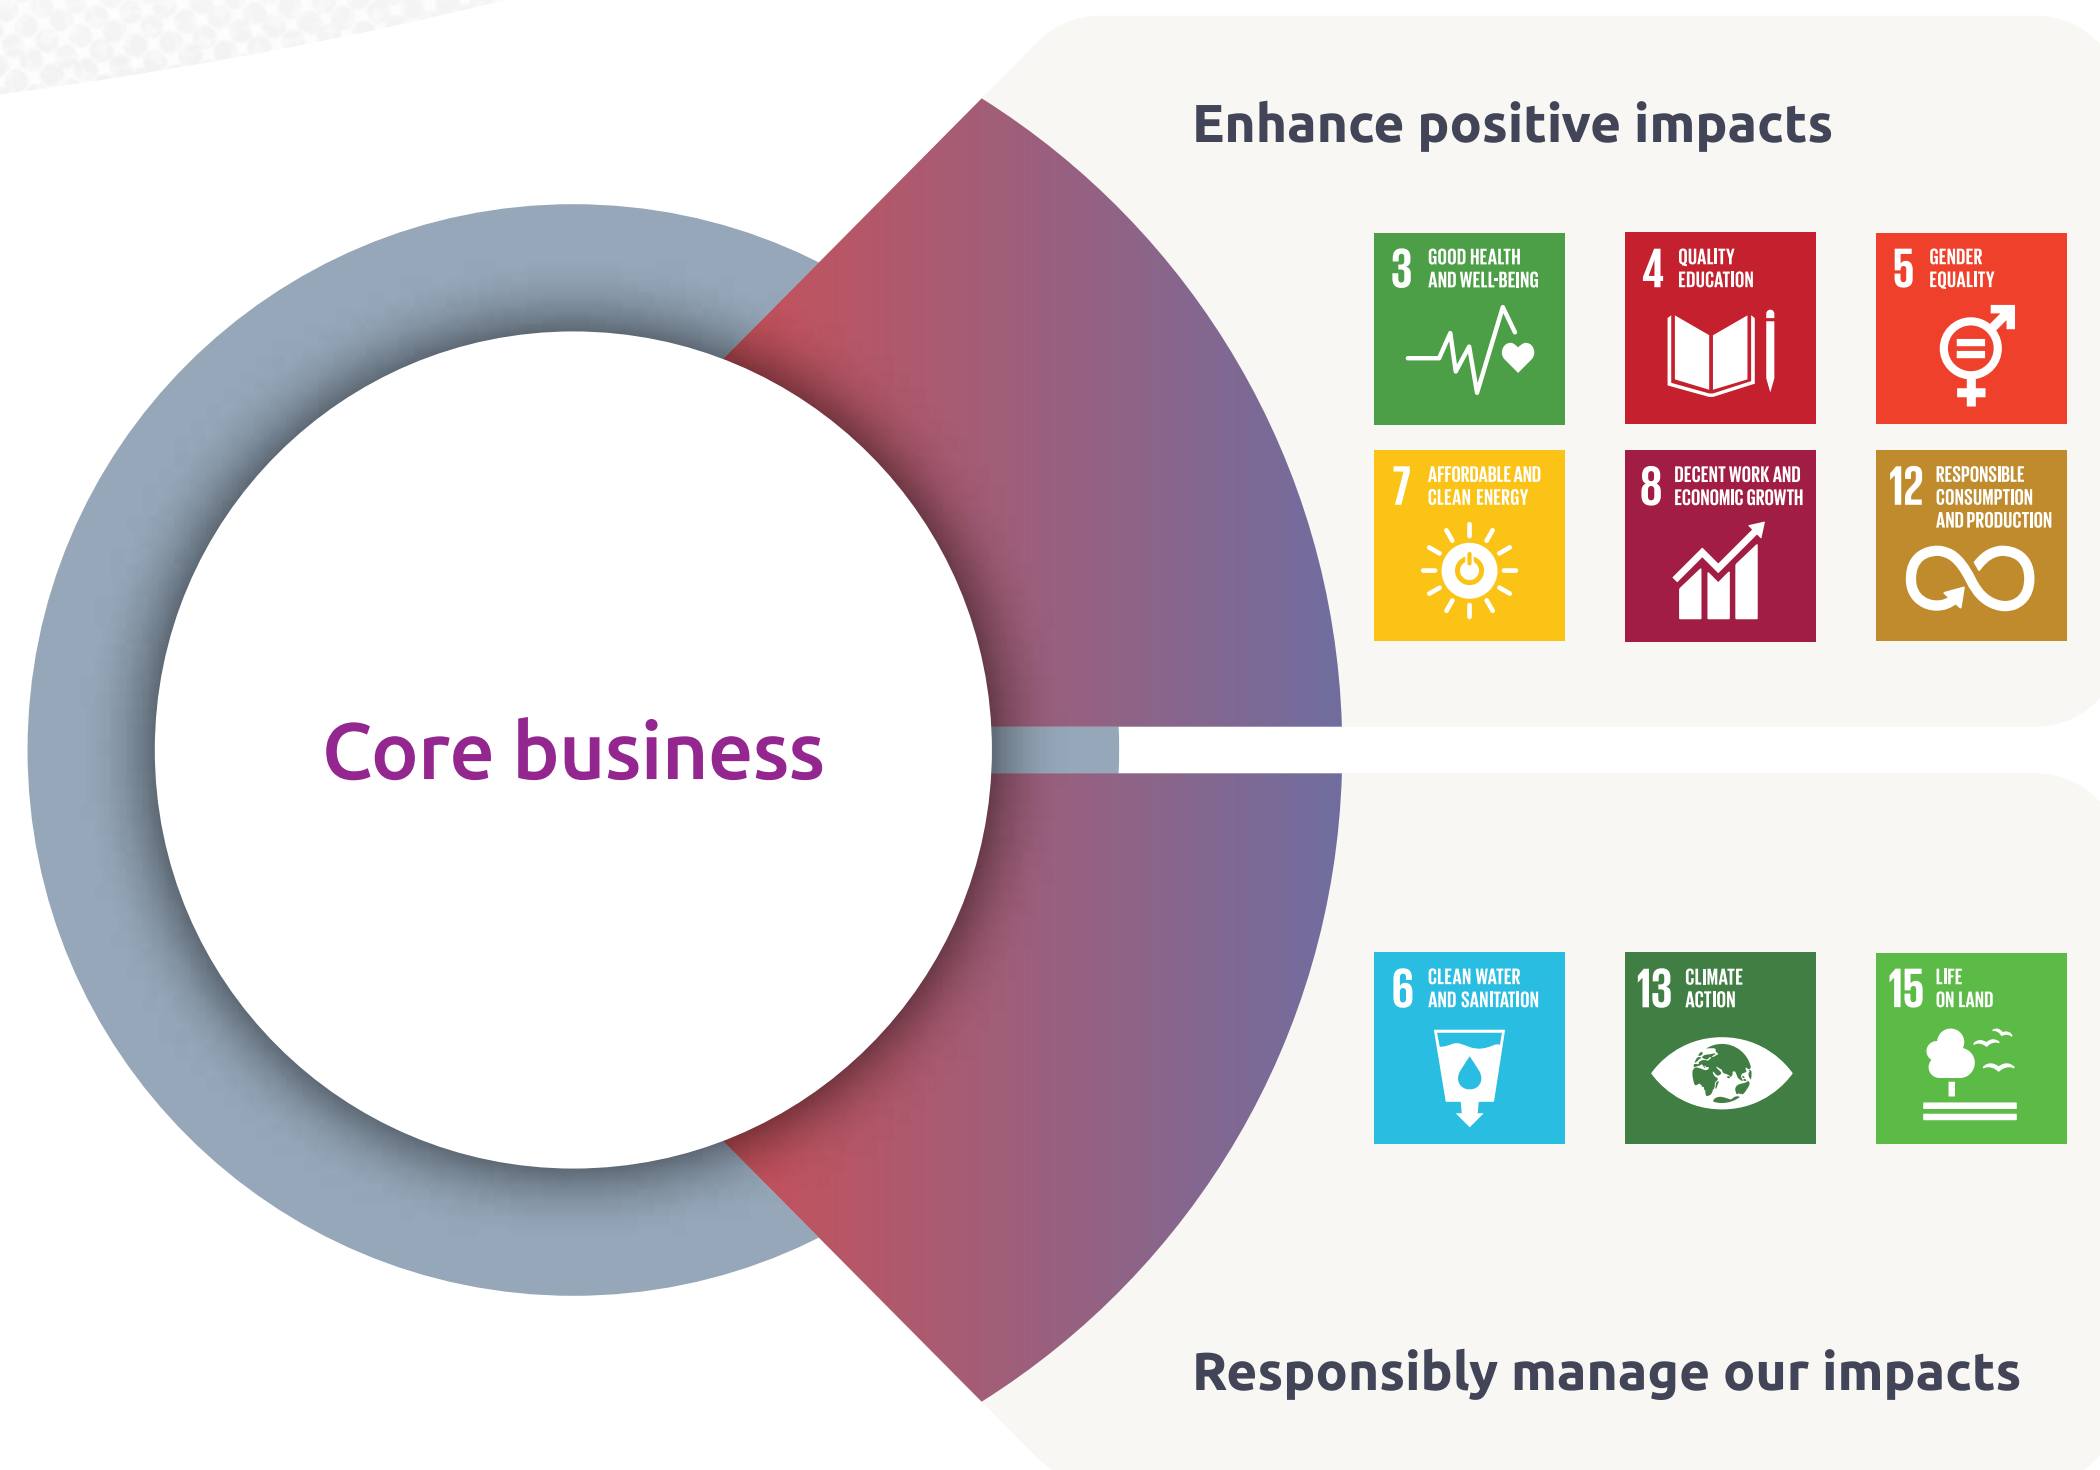 Enhance positive impacts
3 GOOD HEALTH
AND WELL-BEING
4 QUALITY
EDUCATION
5 GENDER
EQUALITY
7 AFFORDABLE AND
CLEAN ENERGY
8 DECENT WORK AND
ECONOMIC GROWTH
12 RESPONSIBLE
CONSUMPTION
AND PRODUCTION
Core business
6 CLEAN WATER
AND SANITATION
13 CLIMATE
ACTION
15 LIFE
ON LAND
Responsibly manage our impacts